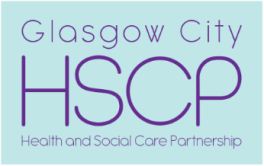 Glasgow City
HSCP
Health and Social Care Partnership